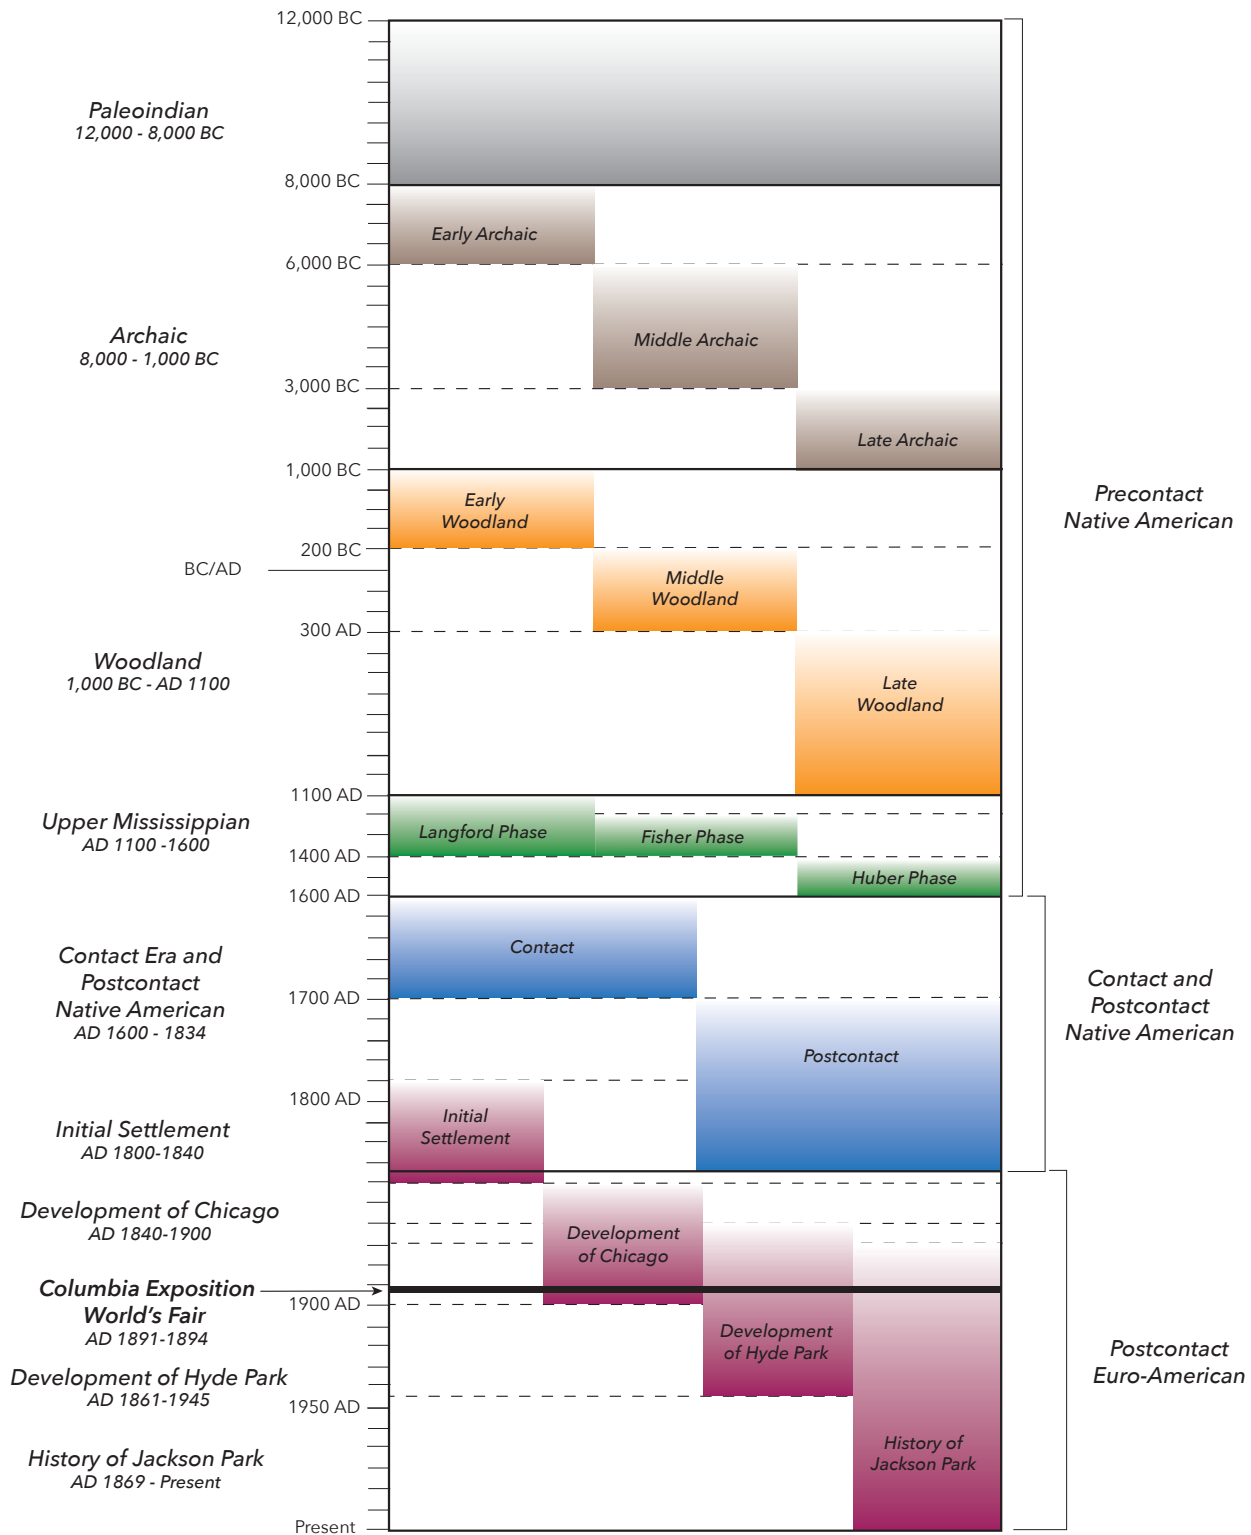 12,000 BC
Paleoindian
12,000 - 8,000 BC
8,000 BC
Early Archaic
6,000 BC
Archaic
8,000 - 1,000 BC
Middle Archaic
3,000 BC
Late Archaic
1,000 BC
Early
Woodland
200 BC
BC/AD
Middle
Woodland
300 AD
Woodland
1,000 BC - AD 1100
Late
Woodland
1100 AD
Upper Mississippian
AD 1100 -1600
Langford Phase
Fisher Phase
1400 AD
Huber Phase
1600 AD
Precontact
Native American
Contact Era and
Postcontact
Native American
AD 1600 - 1834
Contact
1700 AD
Postcontact
1800 AD
Contact and
Postcontact
Native American
Initial Settlement
AD 1800-1840
Initial
Settlement
Development of Chicago
AD 1840-1900
Development
of Chicago
Columbia Exposition
World's Fair
AD 1891-1894
1900 AD
Development
of Hyde Park
Development of Hyde Park
AD 1861-1945
1950 AD
History of Jackson Park
AD 1869 - Present
History of
Jackson Park
Present
Postcontact
Euro-American